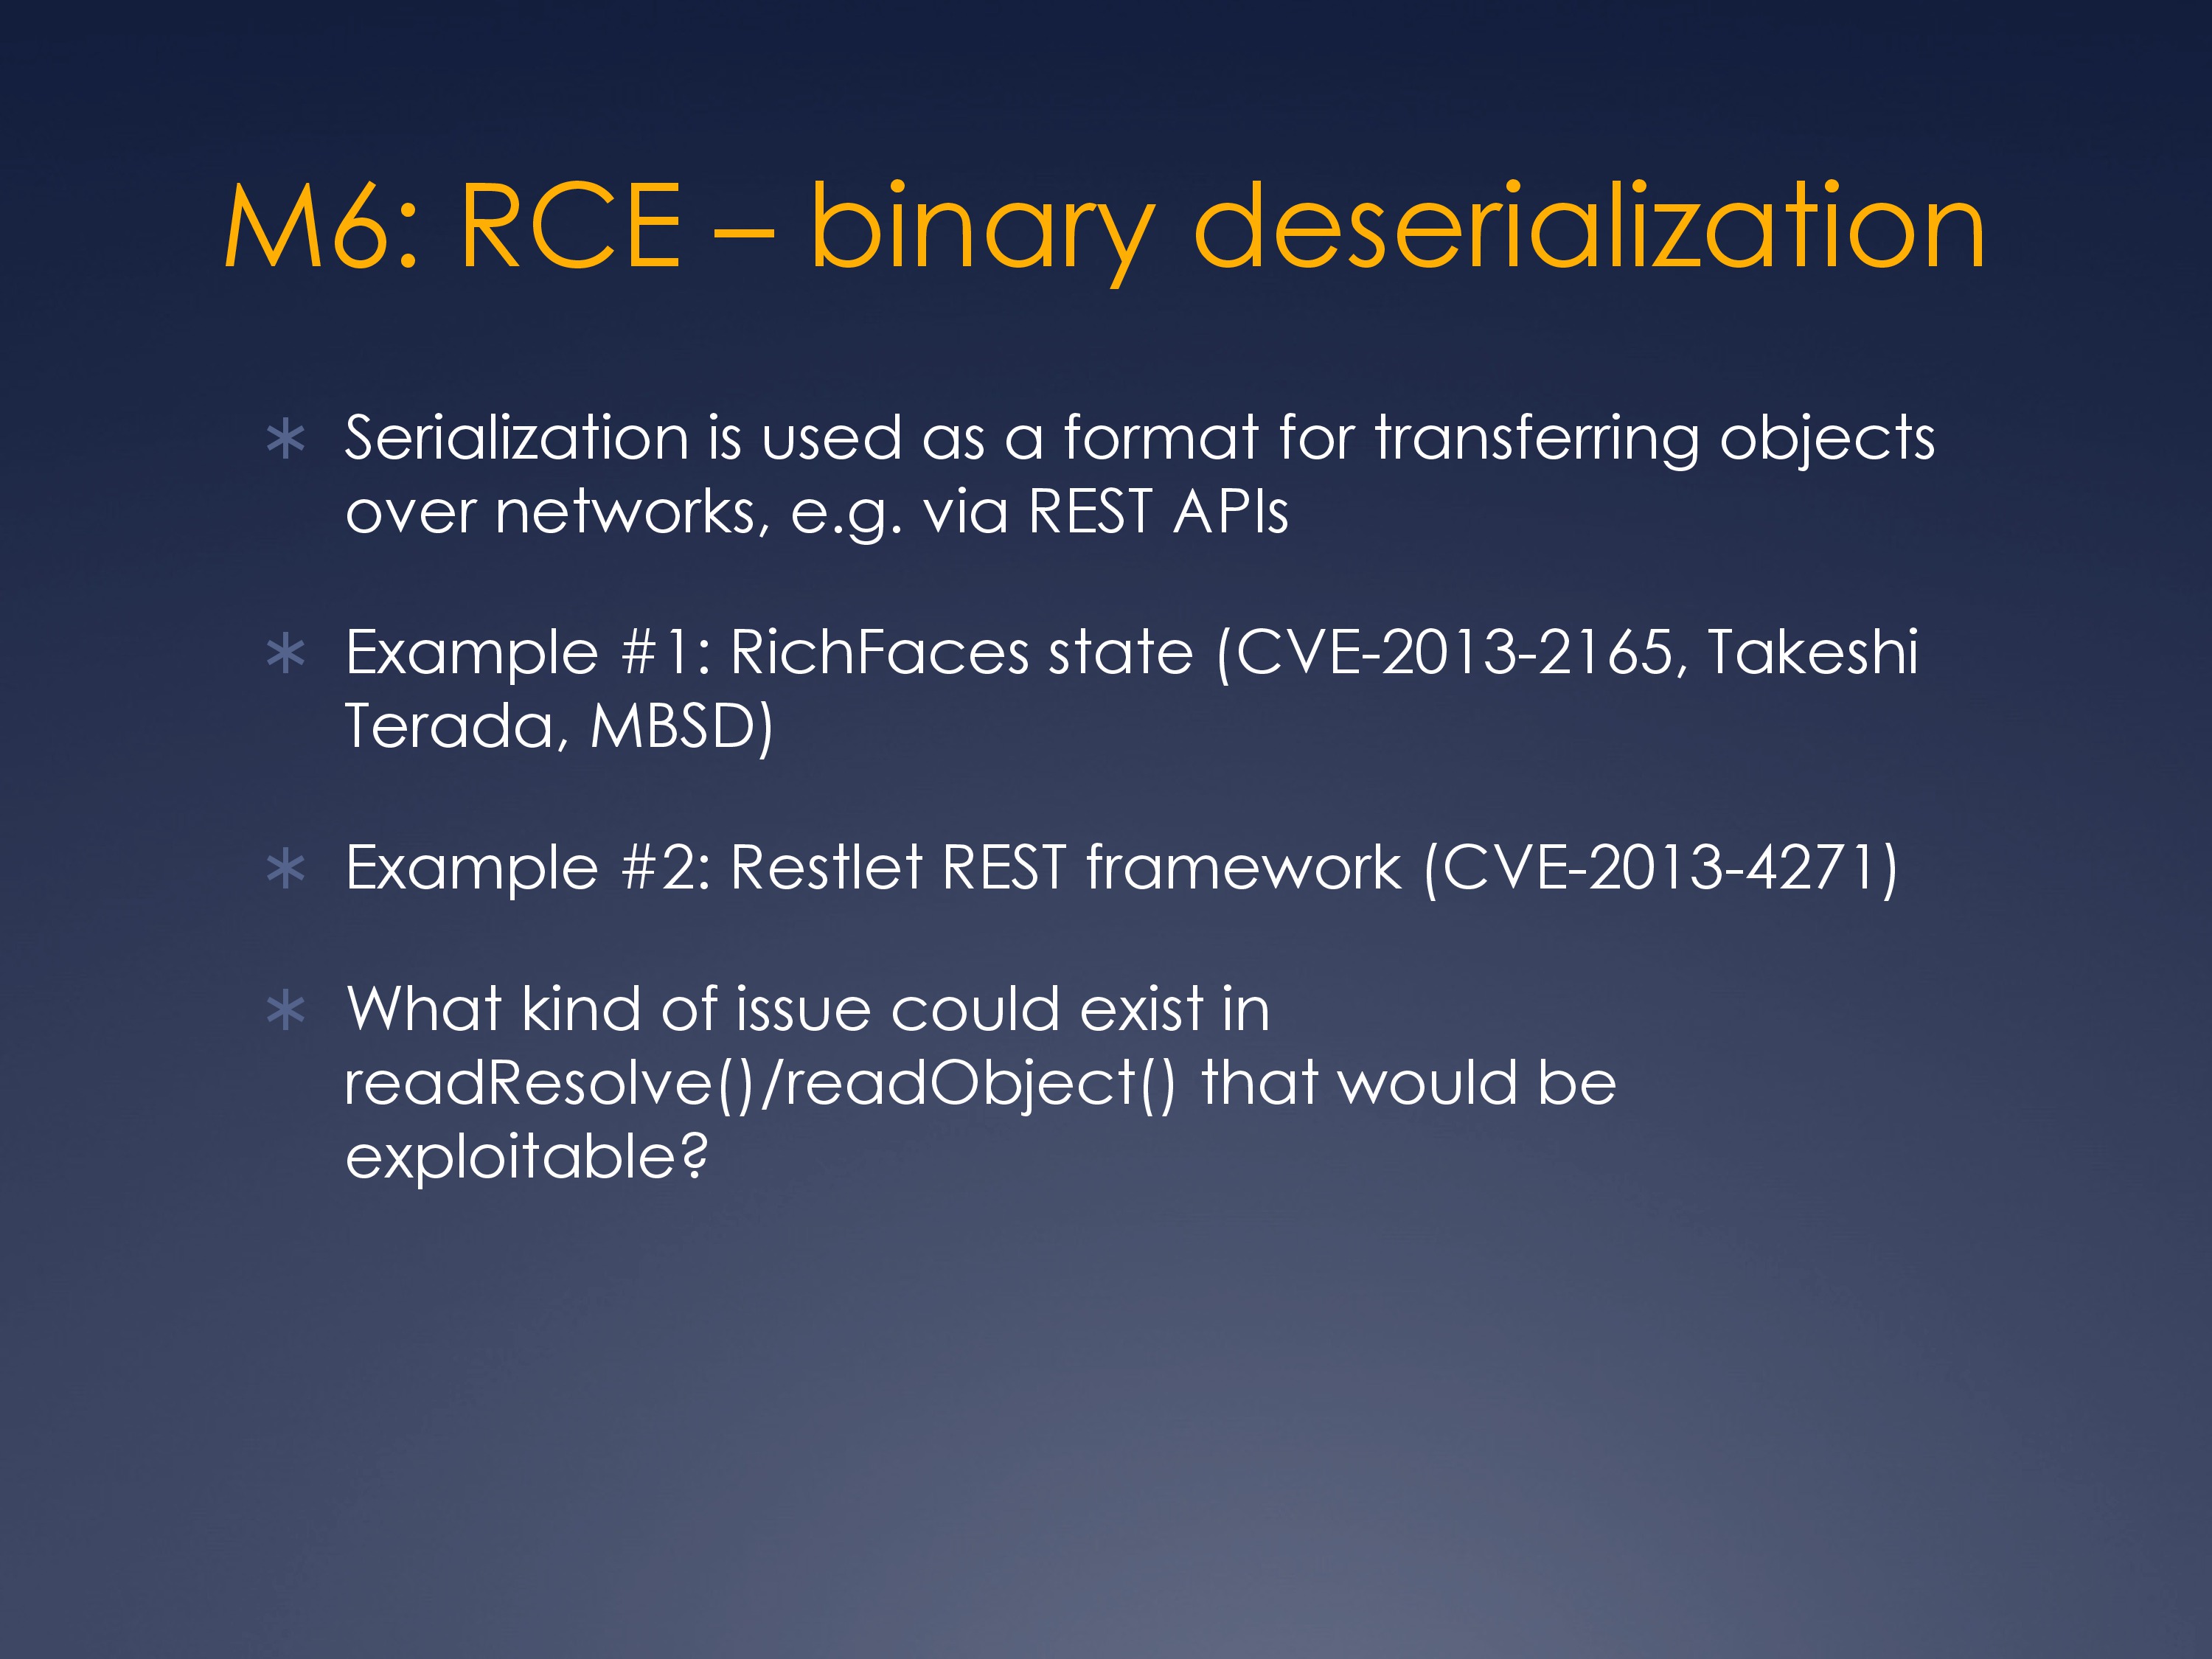 M6: RCE – binary deserialization
* Serialization is used as a format for transferring objects
over networks, e.g. via REST APIs
* Example #1: RichFaces state (CVE-2013-2165, Takeshi
Terada, MBSD)
* Example #2: Restlet REST framework (CVE-2013-4271)
* What kind of issue could exist in
readResolve()/readObject() that would be
exploitable?